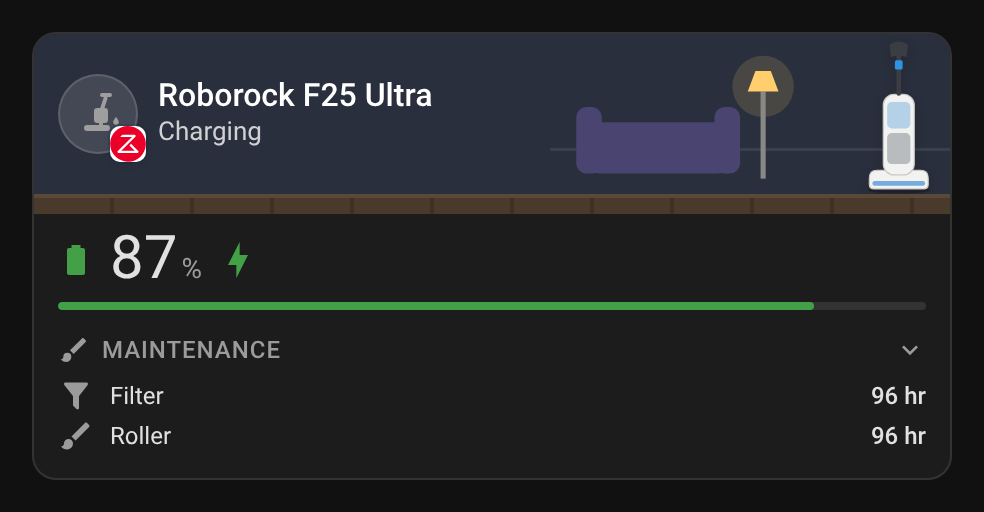 Roborock F25 Ultra
Charging
87%
MAINTENANCE
Filter 96 hr
Roller 96 hr